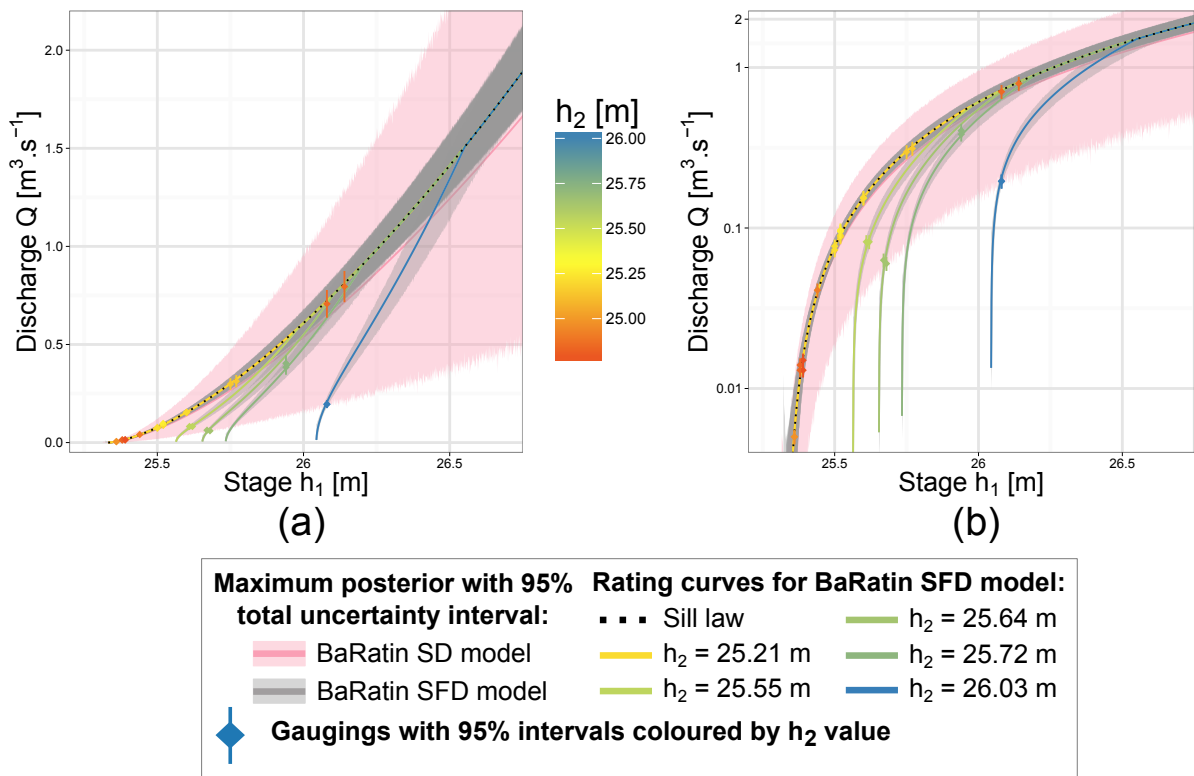 Discharge Q [m³.s⁻¹]
2.0
1.5
1.0
0.5
0.0
25.5
26
26.5
Stage h₁ [m]
(a)
h₂ [m]
26.00
25.75
25.50
25.25
25.00
Discharge Q [m³.s⁻¹]
2
1
0.1
0.01
25.5
26
26.5
Stage h₁ [m]
(b)
Maximum posterior with 95%
total uncertainty interval:
BaRatin SD model
BaRatin SFD model
Rating curves for BaRatin SFD model:
Sill law
h₂ = 25.21 m
h₂ = 25.55 m
h₂ = 25.64 m
h₂ = 25.72 m
h₂ = 26.03 m
Gaugings with 95% intervals coloured by h₂ value